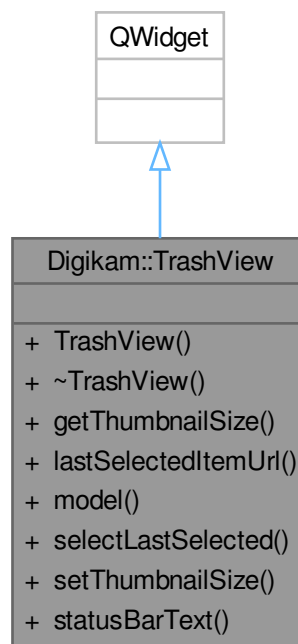 QWidget
Digikam::TrashView
+ TrashView()
+ ~TrashView()
+ getThumbnailSize()
+ lastSelectedItemUrl()
+ model()
+ selectLastSelected()
+ setThumbnailSize()
+ statusBarText()